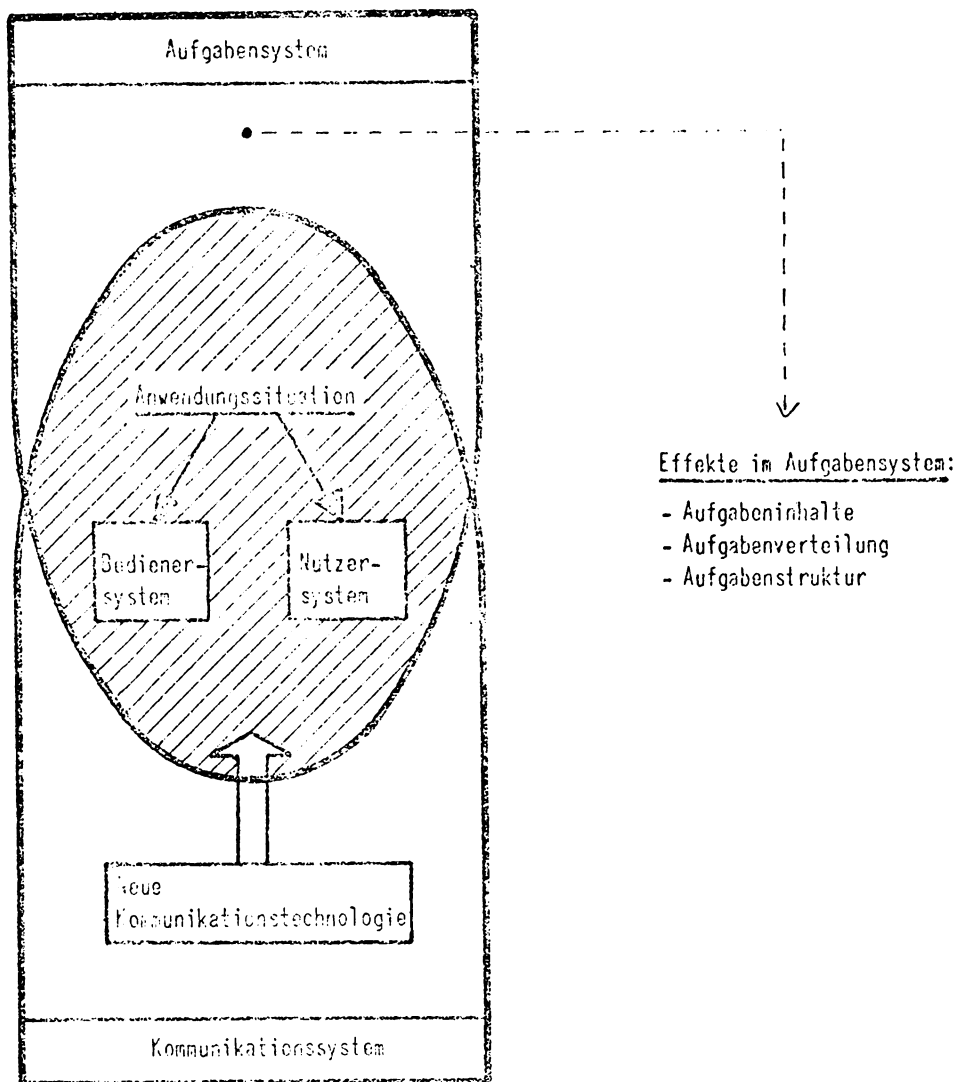 Aufgabensystem
Anwendungssituation
Bediener-
system
Nutzer-
system
Effekte im Aufgabensystem:
- Aufgabeninhalte
- Aufgabenverteilung
- Aufgabenstruktur
Neue
Kommunikationstechnologie
Kommunikationssystem